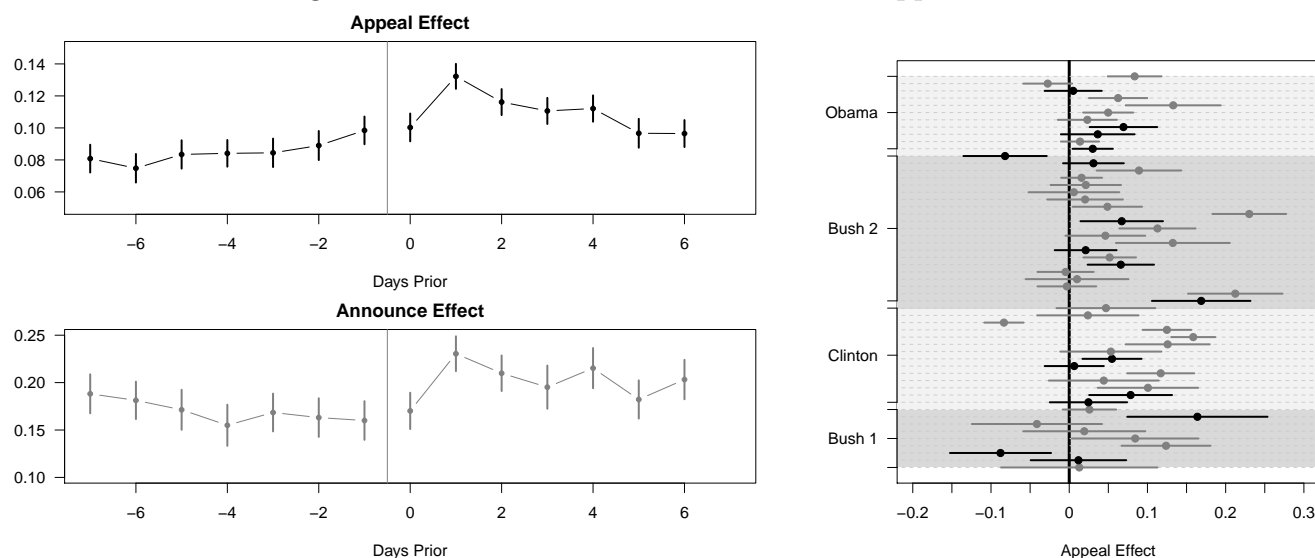 Appeal Effect
0.14
0.12
0.10
0.08
0.06
−6 −4 −2 0 2 4 6
Days Prior
Announce Effect
0.25
0.20
0.15
0.10
−6 −4 −2 0 2 4 6
Days Prior
Obama
Bush 2
Clinton
Bush 1
−0.2 −0.1 0 0.1 0.2 0.3
Appeal Effect